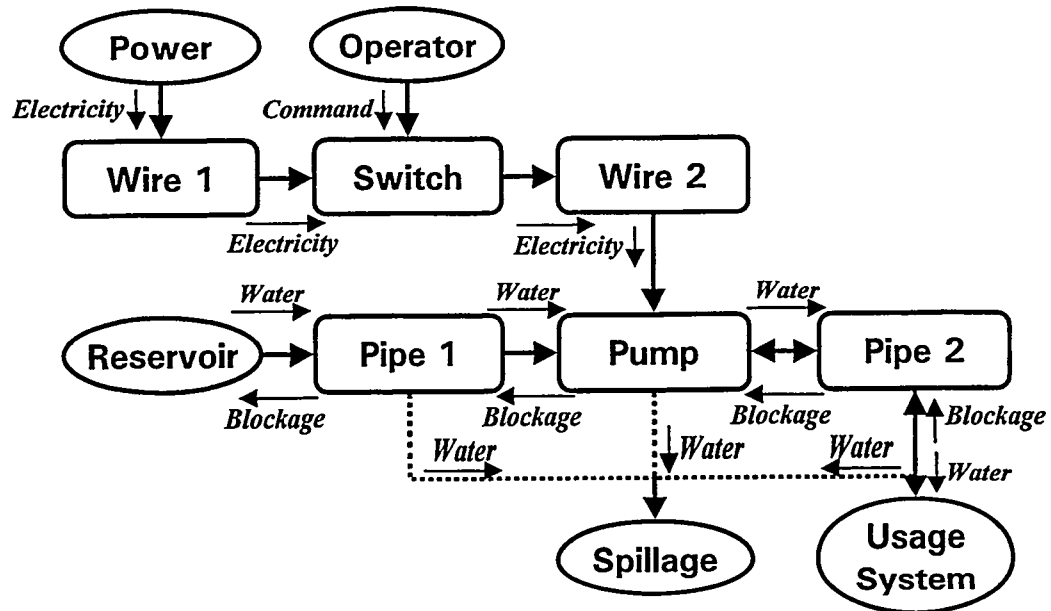 Power
Operator
Electricity
Command
Wire 1
Switch
Wire 2
Electricity
Electricity
Water
Water
Water
Reservoir
Pipe 1
Pump
Pipe 2
Blockage
Blockage
Blockage
Blockage
Water
Water
Water
Water
Spillage
Usage
System